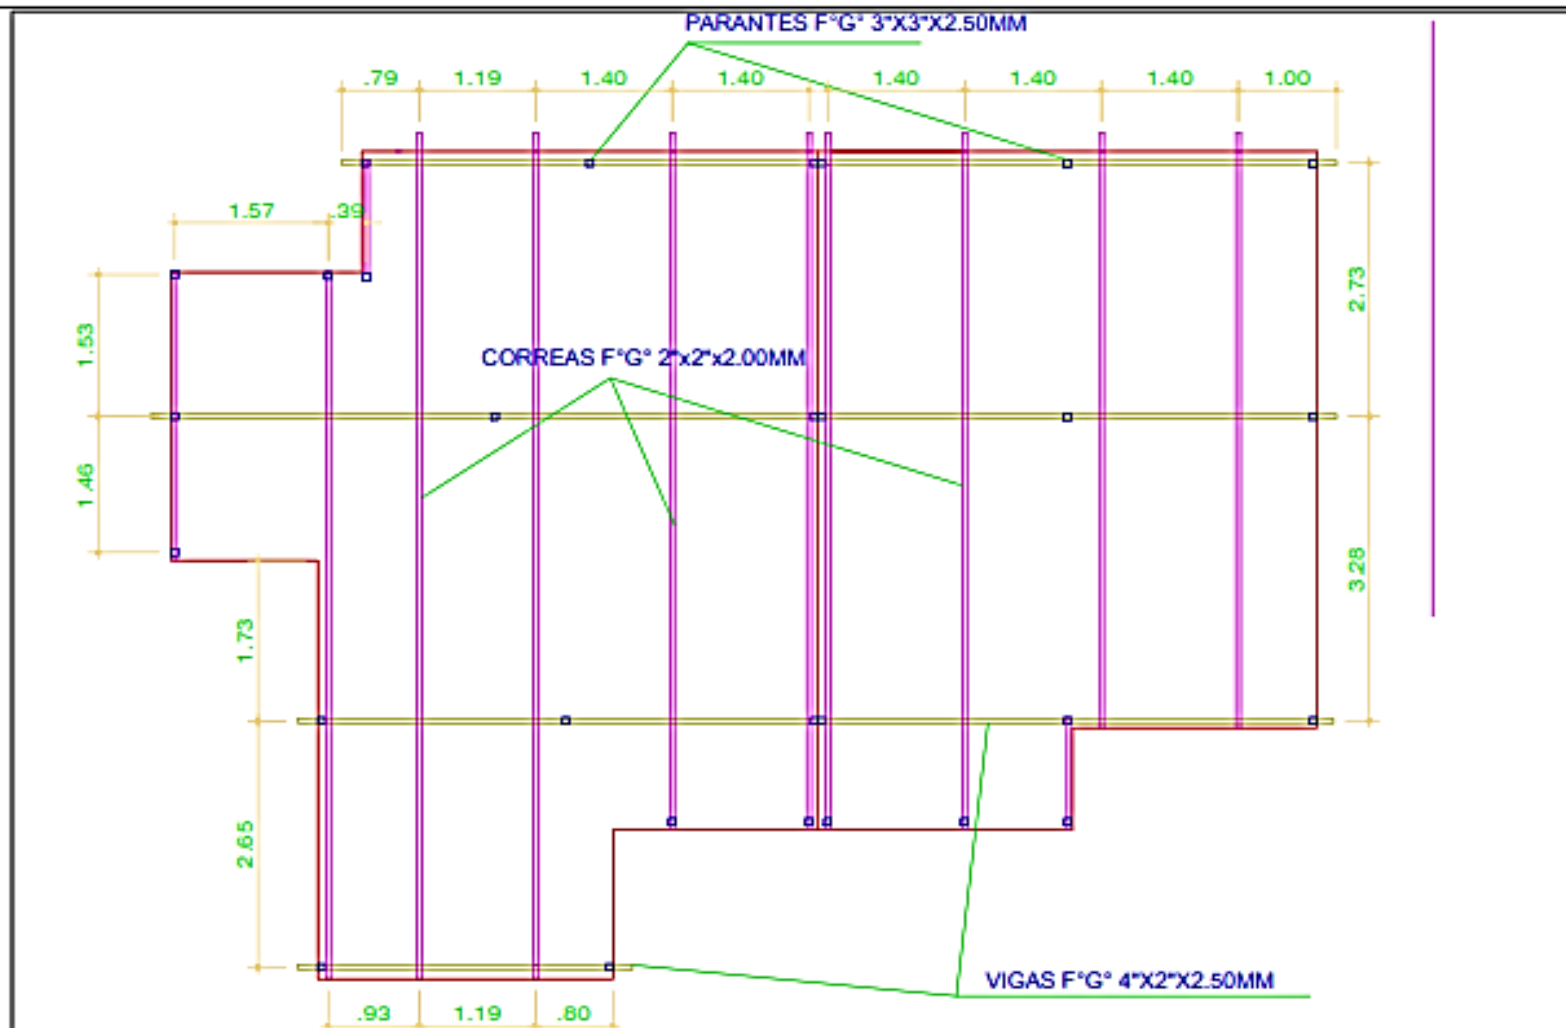 PARANTES F°G° 3"X3"X2.50MM
.79 1.19 1.40 1.40 1.40 1.40 1.40 1.00
1.57 .39
2.73
1.53
CORREAS F°G° 2"x2"x2.00MM
1.46
3.28
1.73
2.65
VIGAS F°G° 4"X2"X2.50MM
.93 1.19 .80